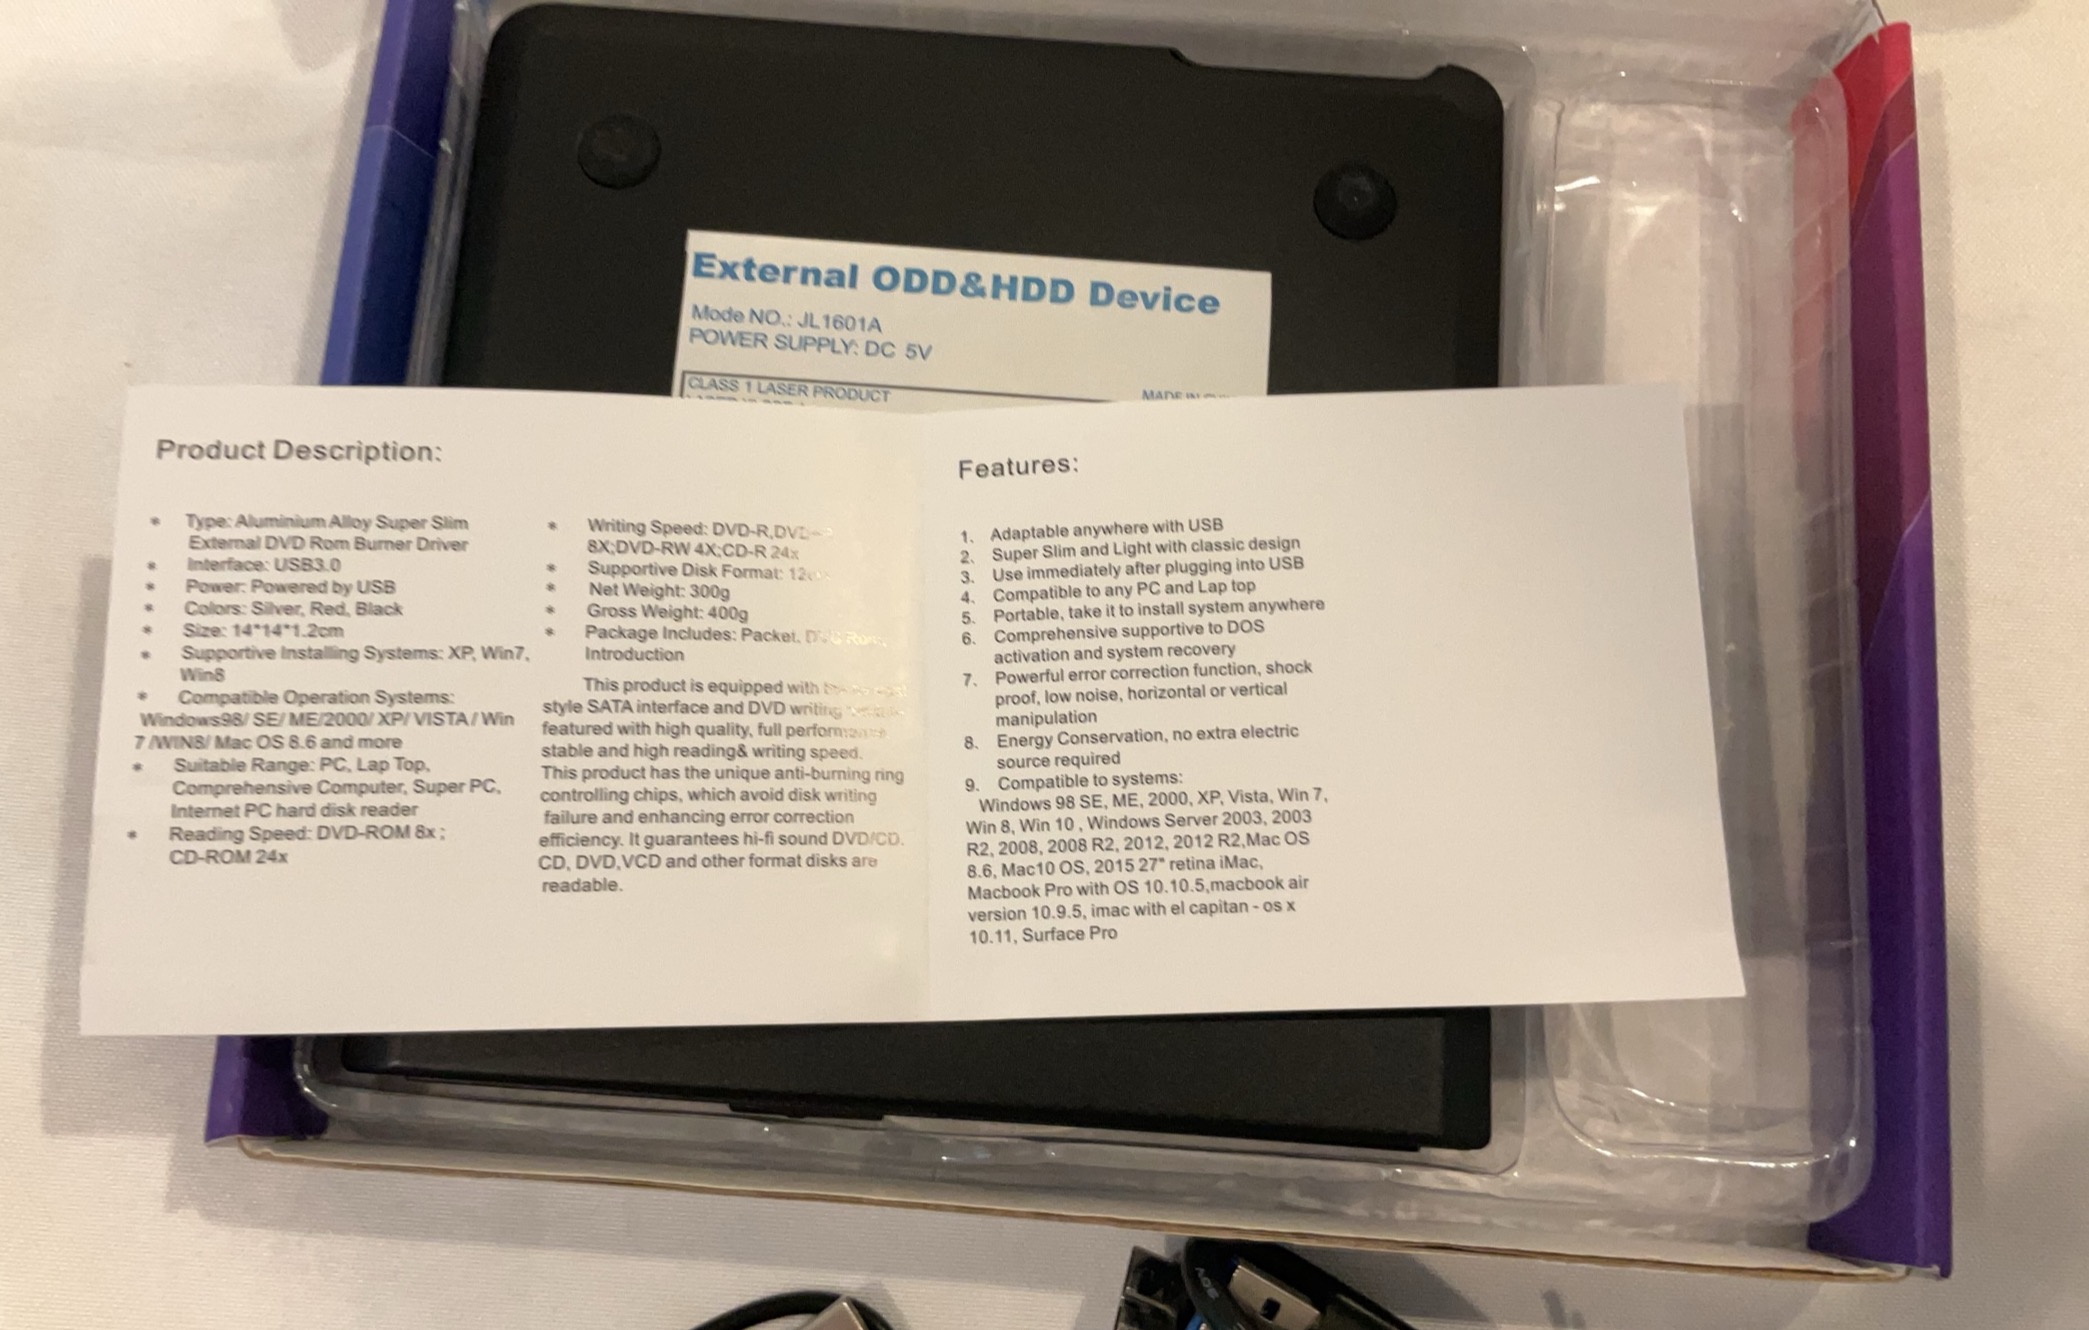 External ODD&HDD Device
Mode NO.: JL1601A
POWER SUPPLY: DC 5V
CLASS 1 LASER PRODUCT
MADE IN
Product Description:
* Type: Aluminium Alloy Super Slim
External DVD Rom Burner Driver
* Interface: USB3.0
* Power: Powered by USB
* Colors: Silver, Red, Black
* Size: 14*14*1.2cm
* Supportive Installing Systems: XP, Win7,
Win8
* Compatible Operation Systems:
Windows98/ SE/ ME/2000/ XP/ VISTA / Win
7 /WIN8/ Mac OS 8.6 and more
* Suitable Range: PC, Lap Top,
Comprehensive Computer, Super PC,
Internet PC hard disk reader
* Reading Speed: DVD-ROM 8x ;
CD-ROM 24x
* Writing Speed: DVD-R,
8X;DVD-RW 4X;CD-R 24x
* Supportive Disk Format:
* Net Weight: 300g
* Gross Weight: 400g
* Package Includes: Packet,
Introduction
This product is equipped with
style SATA interface and DVD writing
featured with high quality, full
stable and high reading& writing speed.
This product has the unique anti-burning ring
controlling chips, which avoid disk writing
failure and enhancing error correction
efficiency. It guarantees hi-fi sound DVD/CD.
CD, DVD,VCD and other format disks are
readable.
Features:
1. Adaptable anywhere with USB
2. Super Slim and Light with classic design
3. Use immediately after plugging into USB
4. Compatible to any PC and Lap top
5. Portable, take it to install system anywhere
6. Comprehensive supportive to DOS
activation and system recovery
7. Powerful error correction function, shock
proof, low noise, horizontal or vertical
manipulation
8. Energy Conservation, no extra electric
source required
9. Compatible to systems:
Windows 98 SE, ME, 2000, XP, Vista, Win 7,
Win 8, Win 10 , Windows Server 2003, 2003
R2, 2008, 2008 R2, 2012, 2012 R2,Mac OS
8.6, Mac10 OS, 2015 27" retina iMac,
Macbook Pro with OS 10.10.5,macbook air
version 10.9.5, imac with el capitan - os x
10.11, Surface Pro